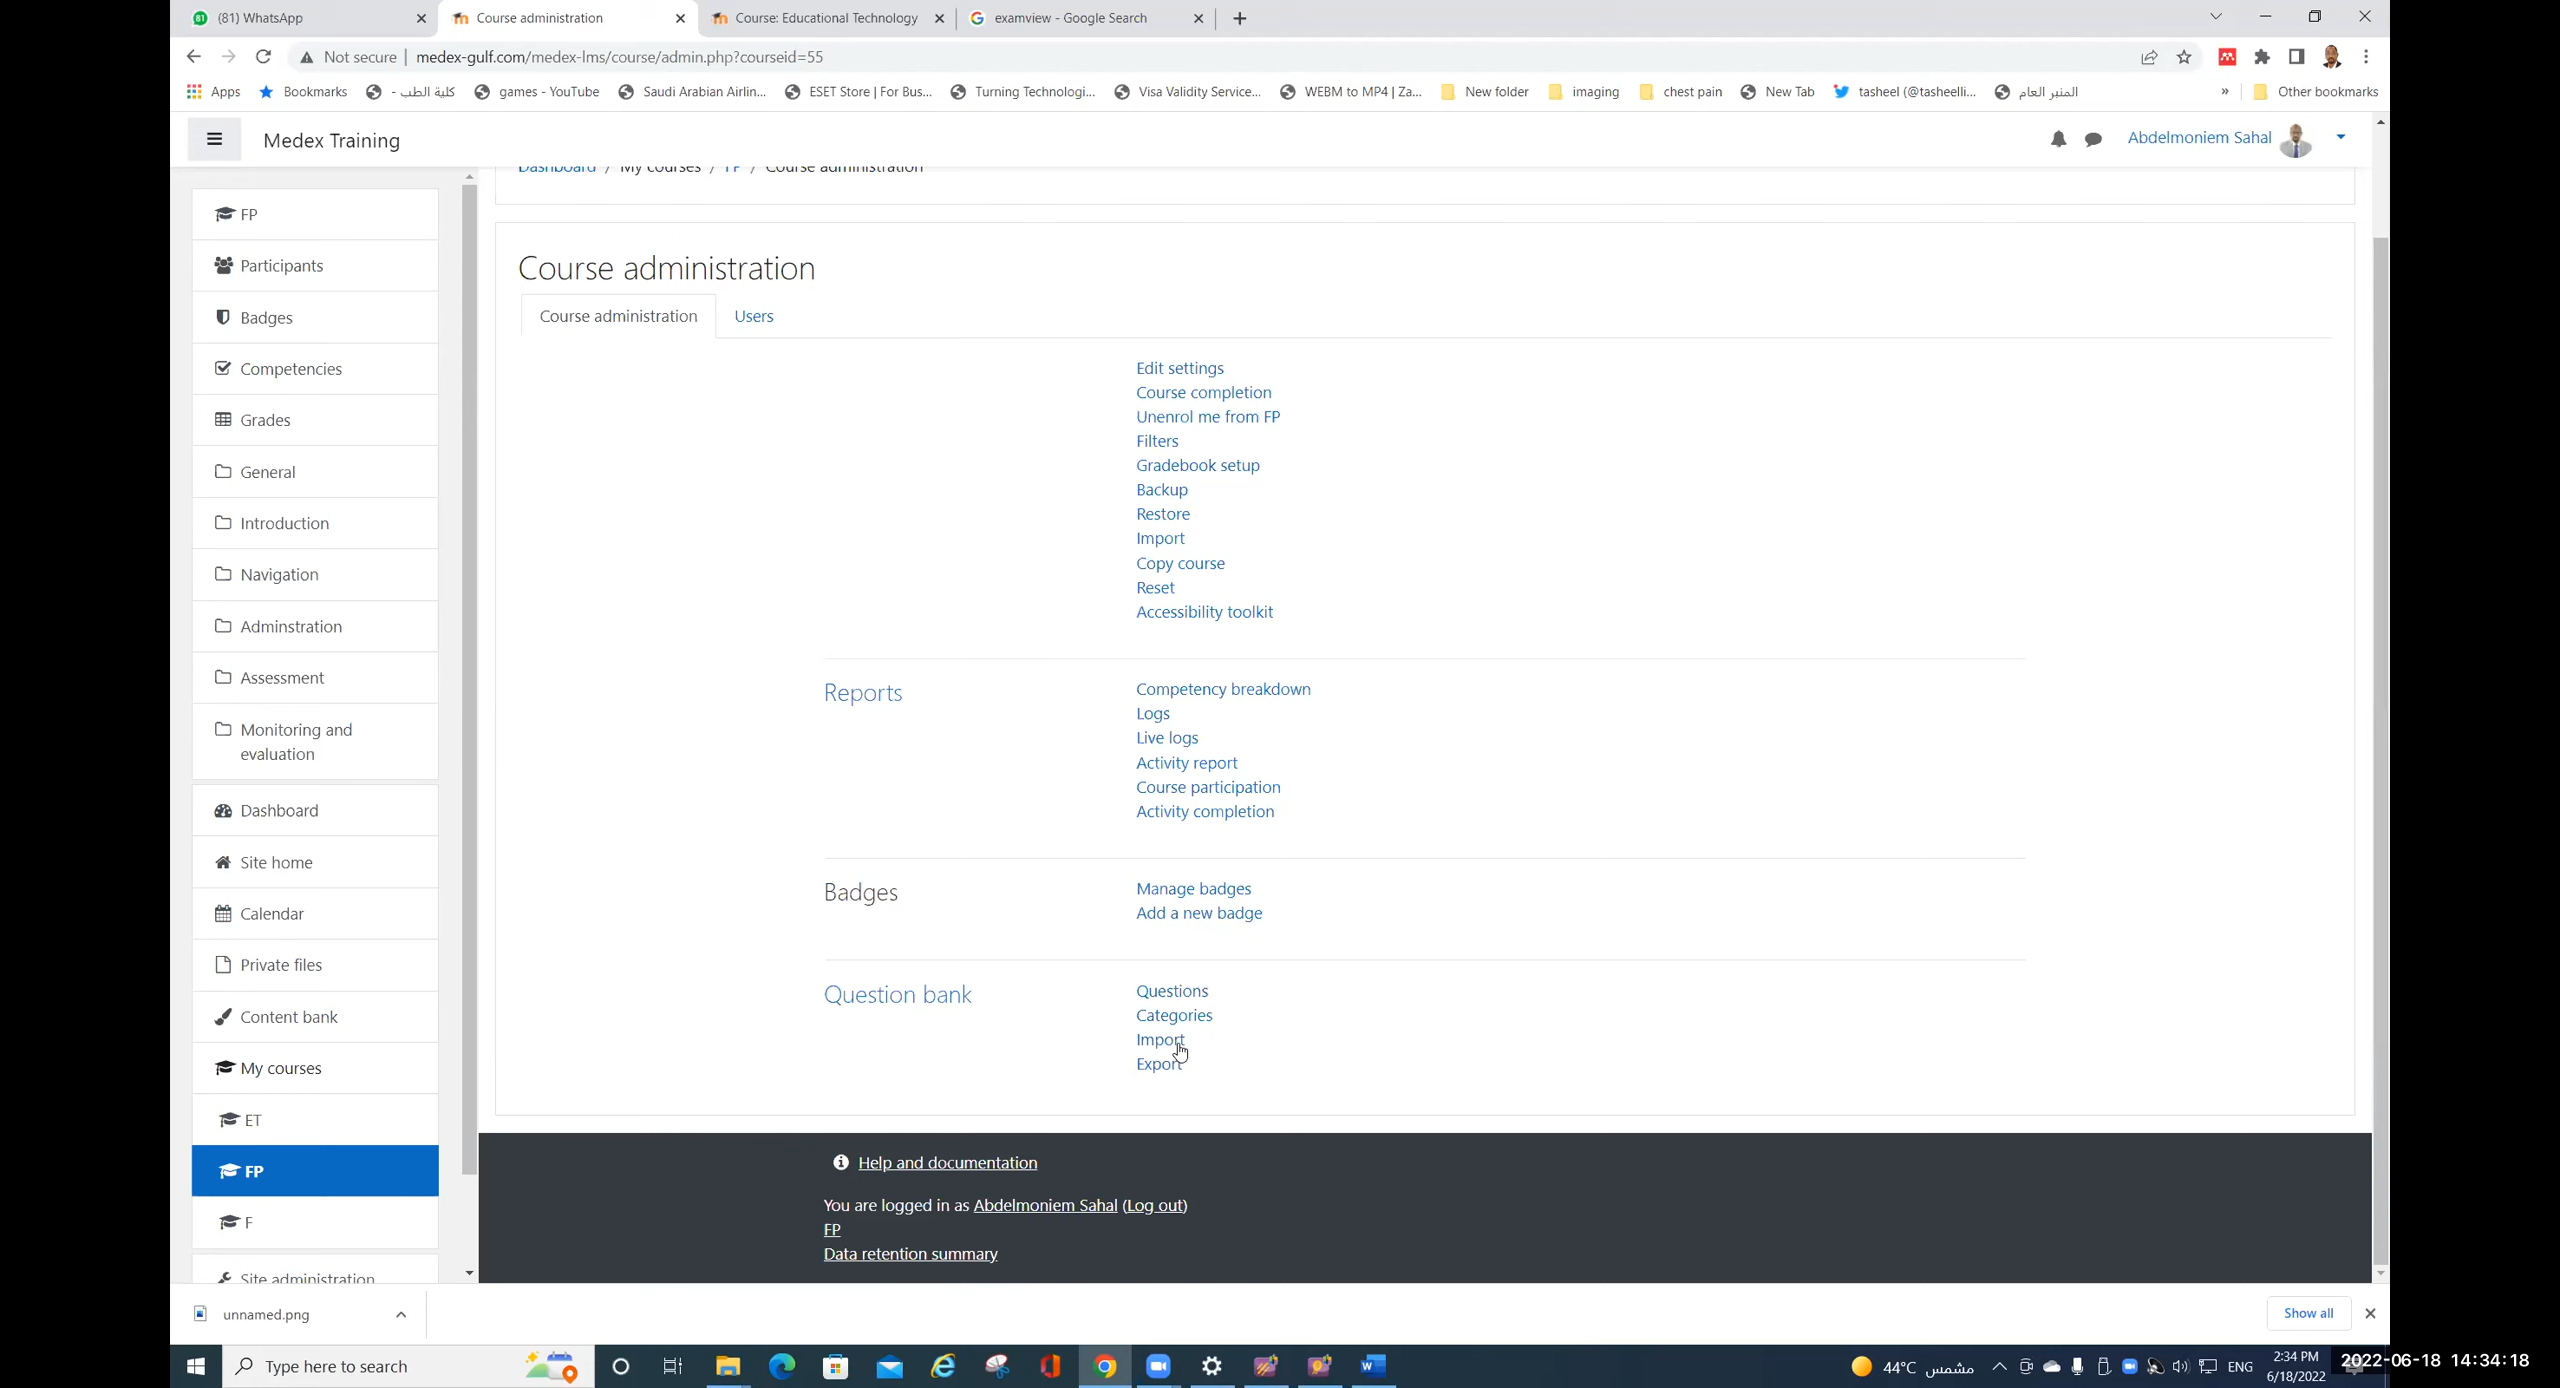 (81) WhatsApp
Course administration
Course: Educational Technology
examview - Google Search
Not secure | medex-gulf.com/medex-lms/course/admin.php?courseid=55
Apps
Bookmarks
كلية الطب -
games - YouTube
Saudi Arabian Airlin...
ESET Store | For Bus...
Turning Technologi...
Visa Validity Service...
WEBM to MP4 | Za...
New folder
imaging
chest pain
New Tab
tasheel (@tasheelli...
المنبر العام
»
Other bookmarks
Medex Training
Abdelmoniem Sahal
Dashboard / My courses / FP / Course administration
FP
Participants
Badges
Competencies
Grades
General
Introduction
Navigation
Adminstration
Assessment
Monitoring and
evaluation
Dashboard
Site home
Calendar
Private files
Content bank
My courses
ET
FP
F
Site administration
Course administration
Course administration
Users
Edit settings
Course completion
Unenrol me from FP
Filters
Gradebook setup
Backup
Restore
Import
Copy course
Reset
Accessibility toolkit
Reports
Competency breakdown
Logs
Live logs
Activity report
Course participation
Activity completion
Badges
Manage badges
Add a new badge
Question bank
Questions
Categories
Import
Export
Help and documentation
You are logged in as Abdelmoniem Sahal (Log out)
FP
Data retention summary
unnamed.png
Show all
Type here to search
44°C مشمس
ENG
2:34 PM
6/18/2022
2022-06-18 14:34:18